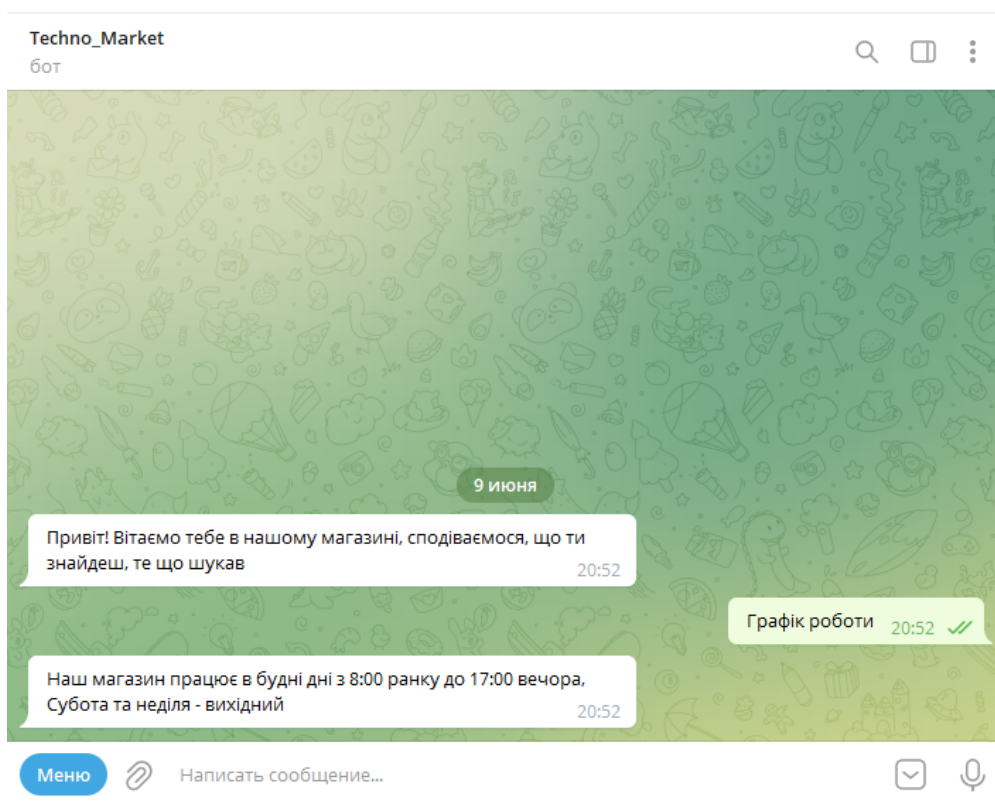 Techno_Market
бот
9 июня
Привіт! Вітаємо тебе в нашому магазині, сподіваємося, що ти
знайдеш, те що шукав
20:52
Графік роботи 20:52
Наш магазин працює в будні дні з 8:00 ранку до 17:00 вечора,
Субота та неділя - вихідний
20:52
Меню Написать сообщение...